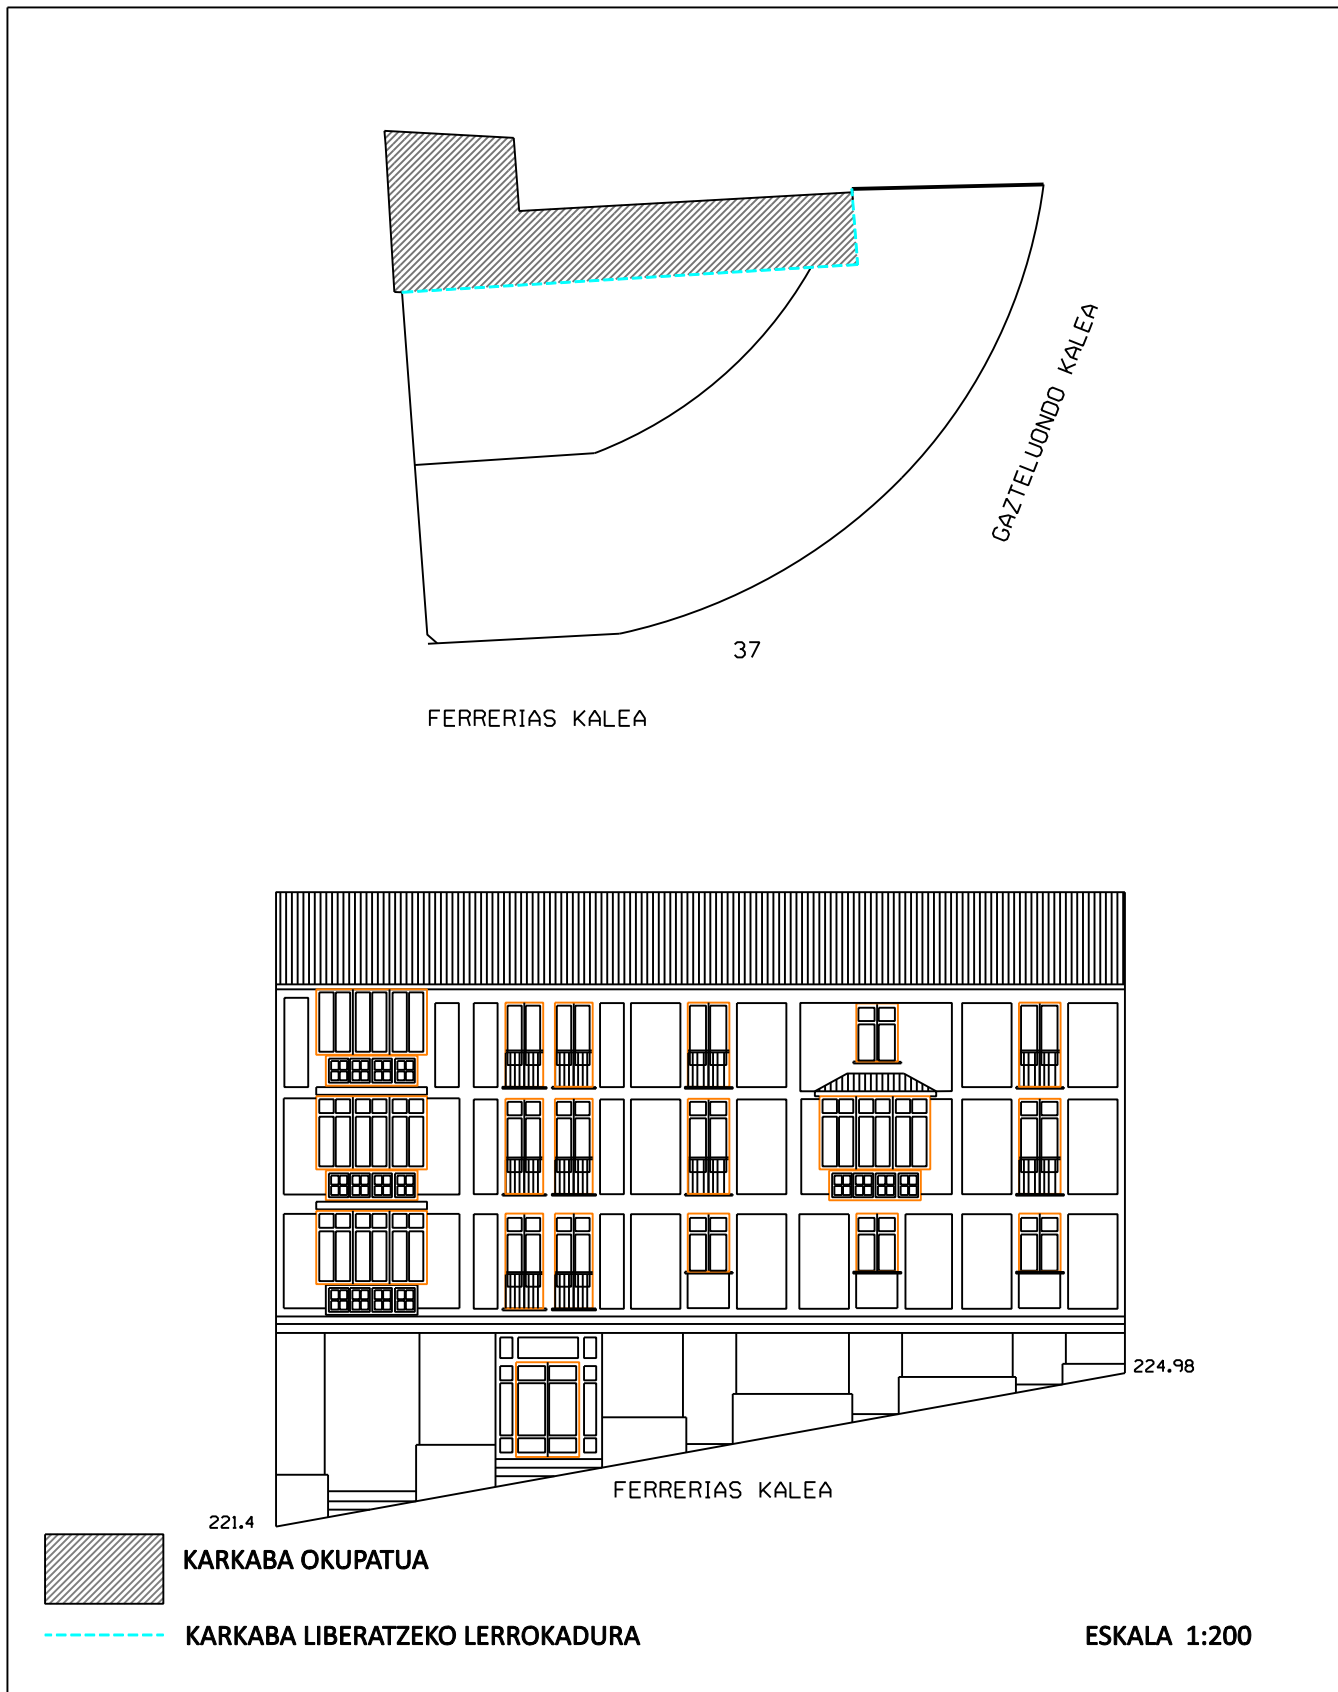 GAZTELUONDO KALEA
37
FERRERIAS KALEA
224.98
FERRERIAS KALEA
221.4
KARKABA OKUPATUA
KARKABA LIBERATZEKO LERROKADURA
ESKALA 1:200